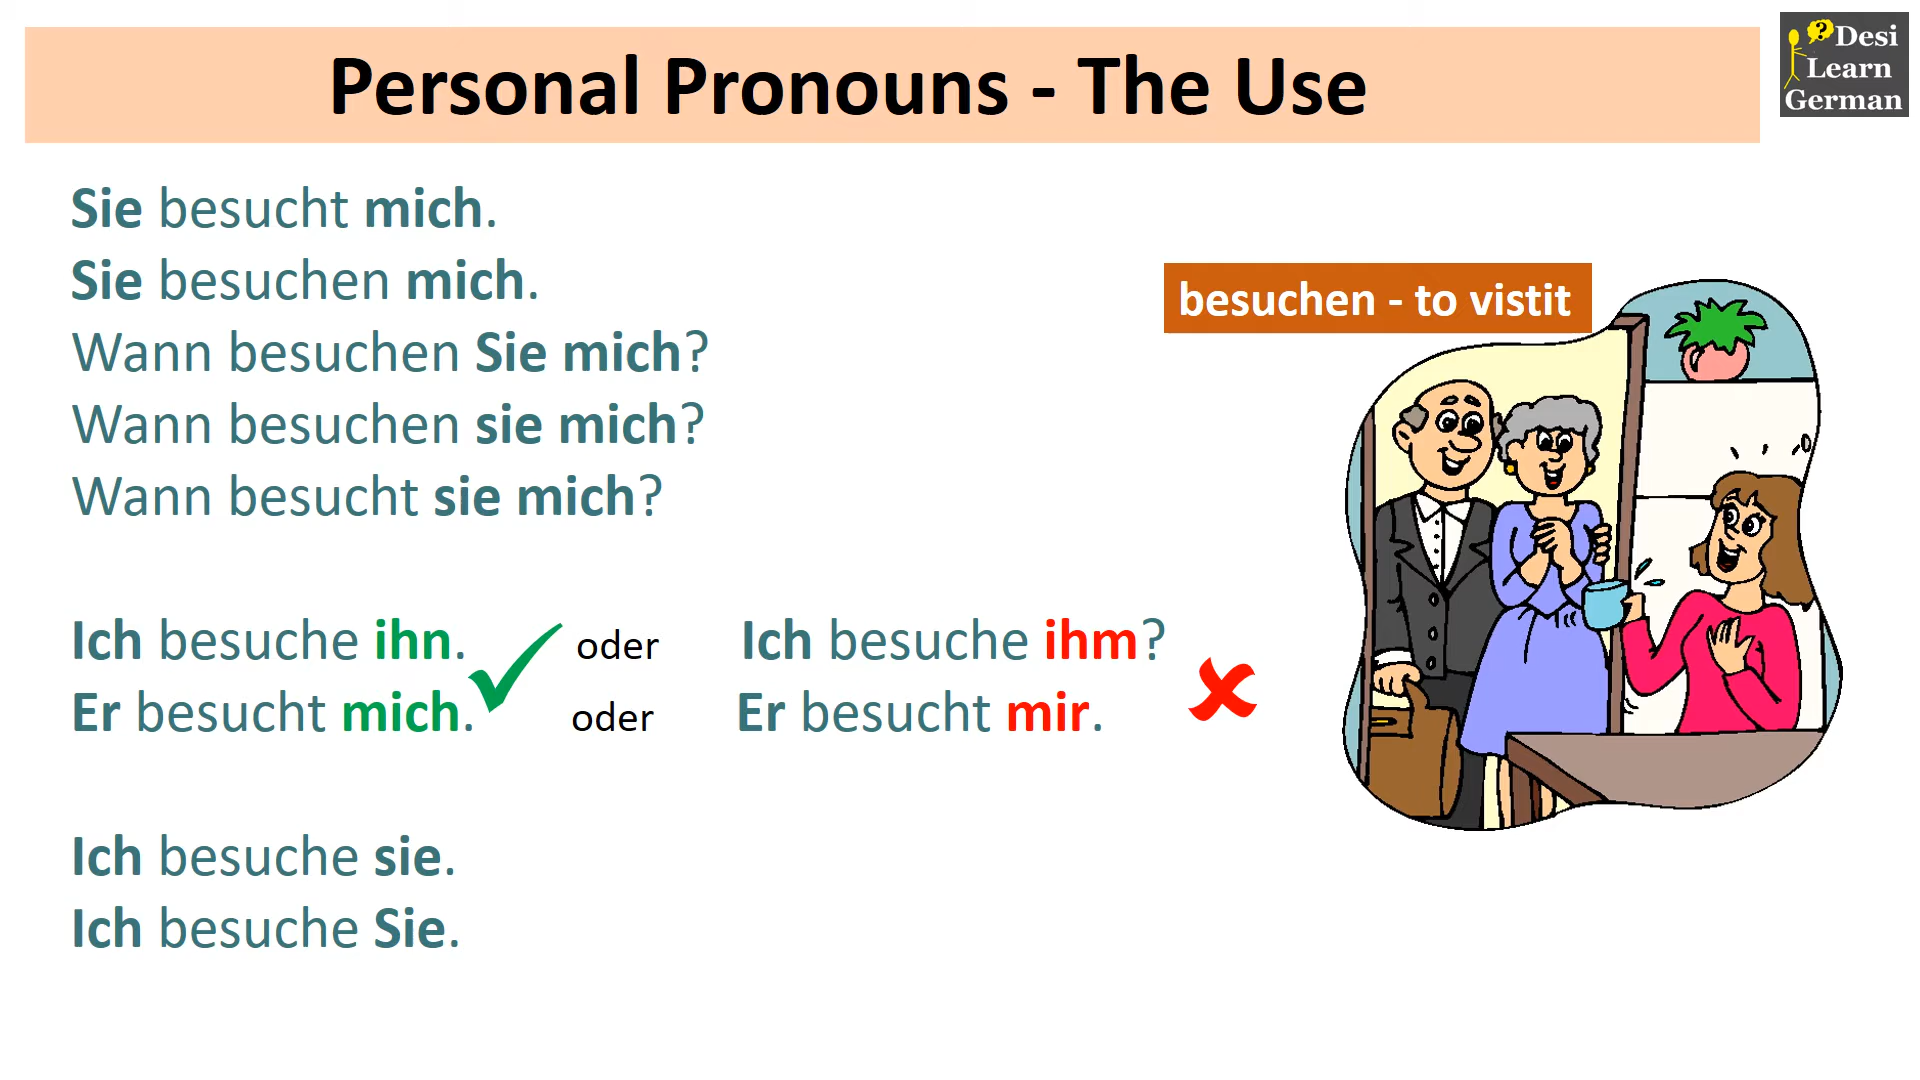 Personal Pronouns - The Use
Desi
Learn
German
Sie besucht mich.
Sie besuchen mich.
Wann besuchen Sie mich?
Wann besuchen sie mich?
Wann besucht sie mich?
besuchen - to vistit
Ich besuche ihn. oder Ich besuche ihm?
Er besucht mich. oder Er besucht mir.
Ich besuche sie.
Ich besuche Sie.